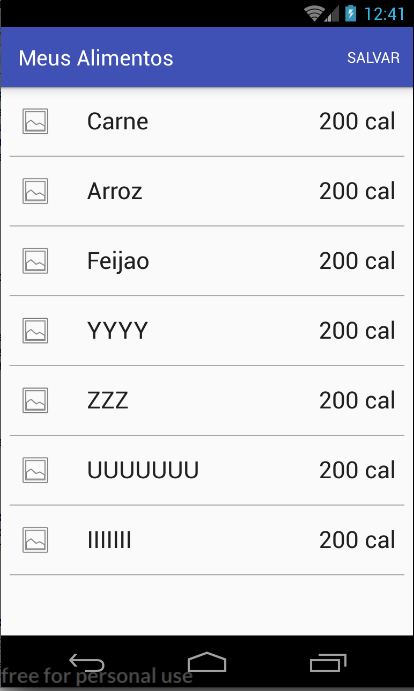 12:41
Meus Alimentos SALVAR
Carne 200 cal
Arroz 200 cal
Feijao 200 cal
YYYY 200 cal
ZZZ 200 cal
UUUUUUU 200 cal
IIIIIII 200 cal
free for personal use